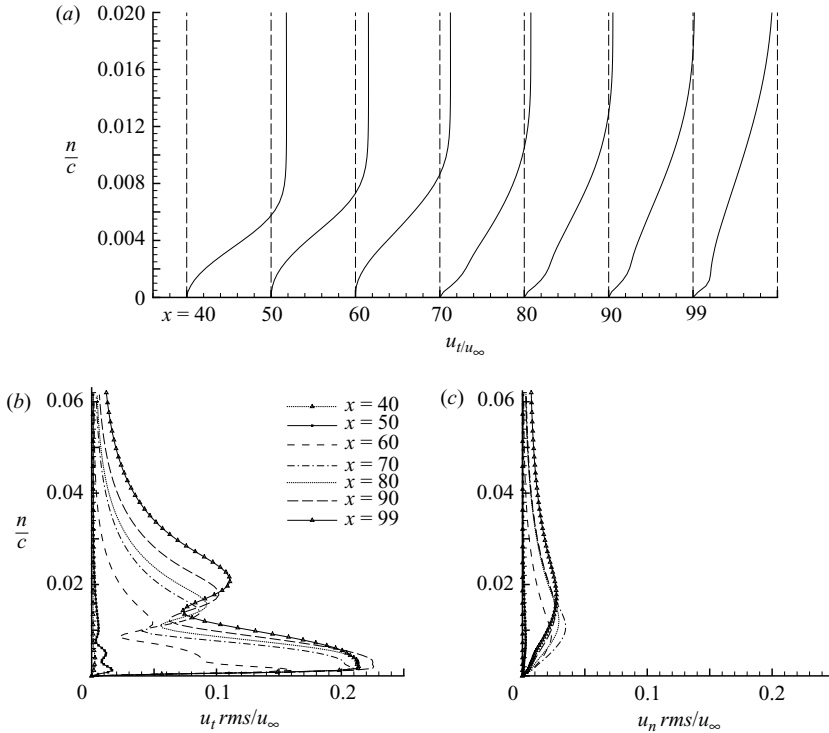 (a)
0.020
0.016
0.012
n/c
0.008
0.004
0
x = 40 50 60 70 80 90 99
u_t/u_∞
(b)
0.06
0.04
n/c
0.02
0 0.1 0.2
u_t rms/u_∞
x = 40
x = 50
x = 60
x = 70
x = 80
x = 90
x = 99
(c)
0.06
0.04
n/c
0.02
0 0.1 0.2
u_n rms/u_∞